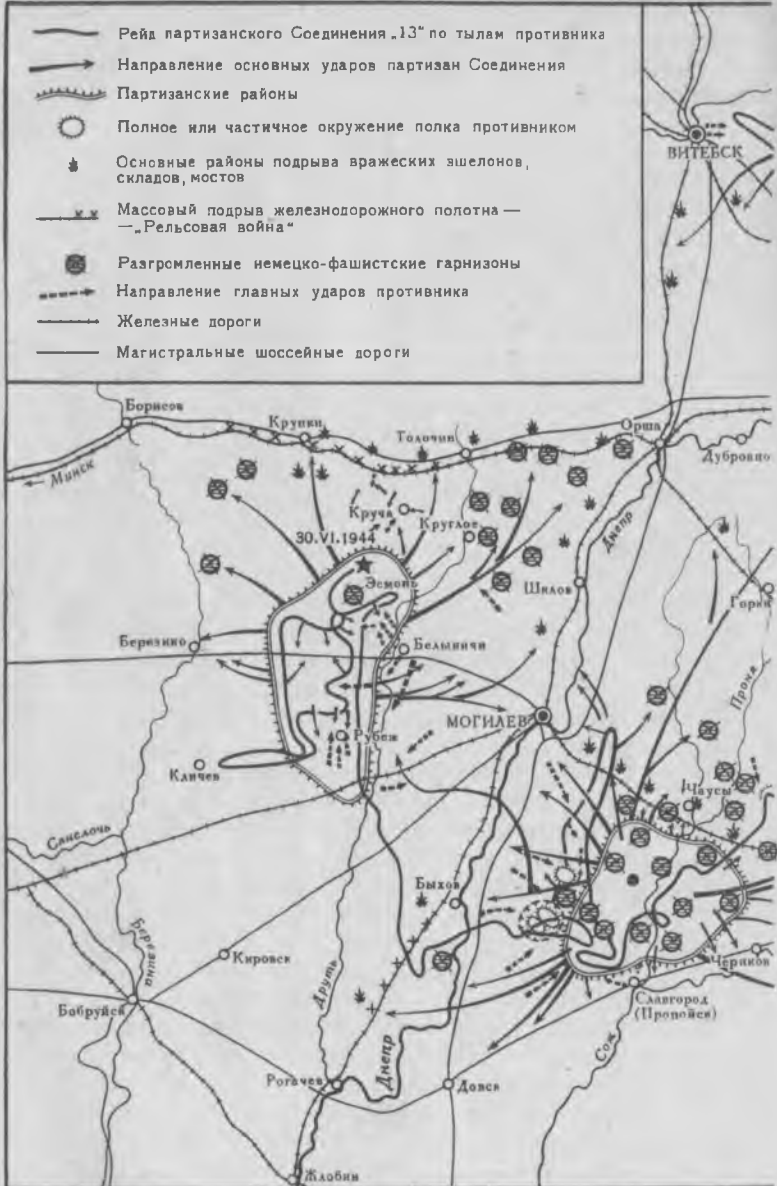 Рейд партизанского Соединения „13" по тылам противника
Направление основных ударов партизан Соединения
Партизанские районы
Полное или частичное окружение полка противником
Основные районы подрыва вражеских эшелонов,
складов, мостов
Массовый подрыв железнодорожного полотна —
—„Рельсовая война"
Разгромленные немецко-фашистские гарнизоны
Направление главных ударов противника
Железные дороги
Магистральные шоссейные дороги
ВИТЕБСК
Борисов
Крупки
Толочин
Орша
Дубровно
Минск
Круча
Круглое
30.VI.1944
Эсмонь
Днепр
Шклов
Горки
Березино
Белыничи
Проня
МОГИЛЕВ
Рубеж
Кличев
Чаусы
Быхов
Березина
Кировск
Друть
Чериков
Бобруйск
Славгород
(Пропойск)
Сож
Рогачев
Днепр
Довск
Жлобин